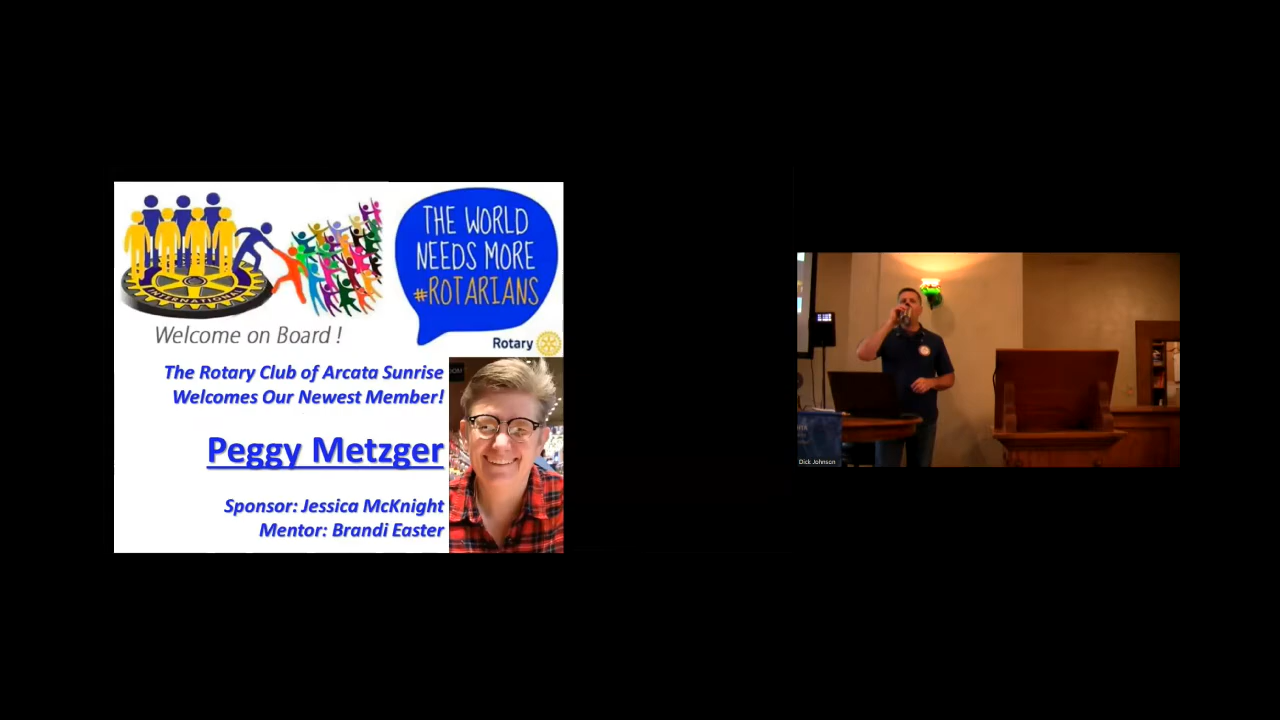 INTERNATIONAL
Welcome on Board !
THE WORLD
NEEDS MORE
#ROTARIANS
Rotary
The Rotary Club of Arcata Sunrise
Welcomes Our Newest Member!
Peggy Metzger
Sponsor: Jessica McKnight
Mentor: Brandi Easter
Dick Johnson